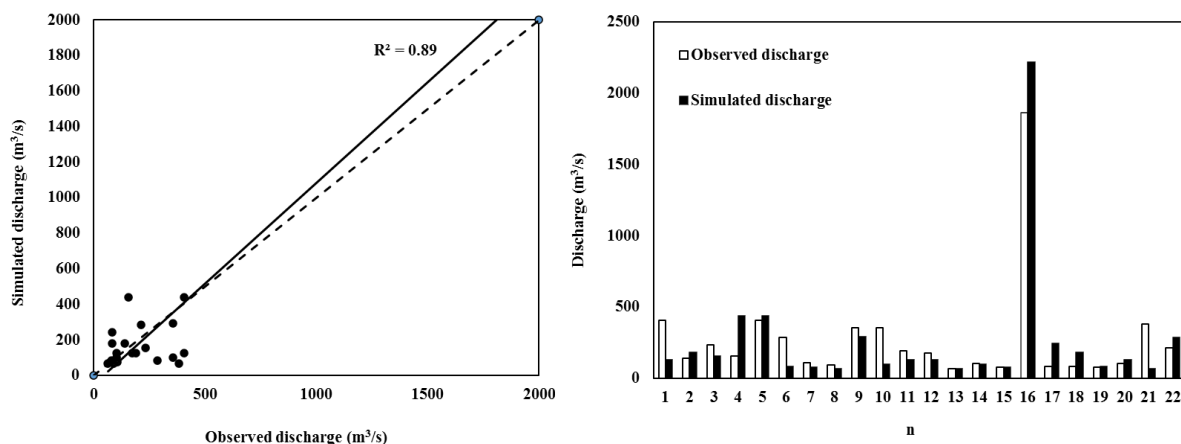 2000
1800
1600
1400
1200
1000
800
600
400
200
0
Simulated discharge (m³/s)
R² = 0.89
0 500 1000 1500 2000
Observed discharge (m³/s)
2500
2000
1500
1000
500
0
Discharge (m³/s)
Observed discharge
Simulated discharge
1 2 3 4 5 6 7 8 9 10 11 12 13 14 15 16 17 18 19 20 21 22
n